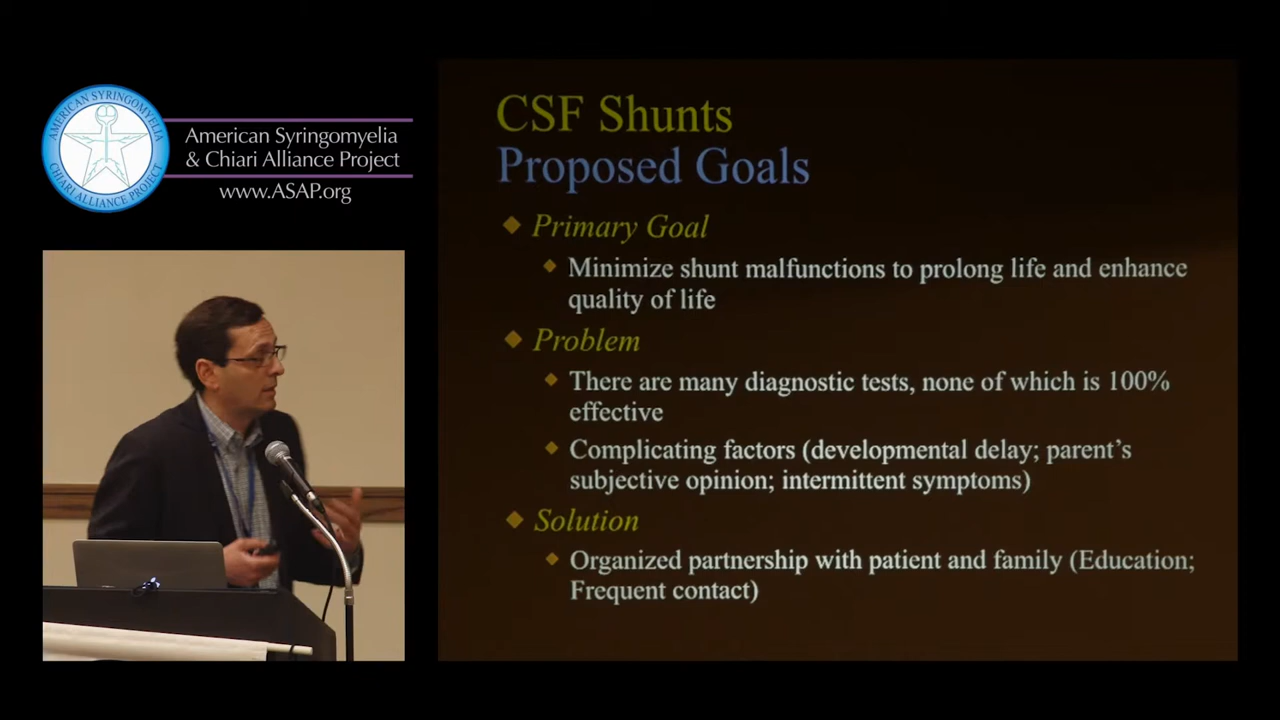 AMERICAN SYRINGOMYELIA
CHIARI ALLIANCE PROJECT
American Syringomyelia
& Chiari Alliance Project
www.ASAP.org
CSF Shunts
Proposed Goals
Primary Goal
Minimize shunt malfunctions to prolong life and enhance
quality of life
Problem
There are many diagnostic tests, none of which is 100%
effective
Complicating factors (developmental delay; parent’s
subjective opinion; intermittent symptoms)
Solution
Organized partnership with patient and family (Education;
Frequent contact)